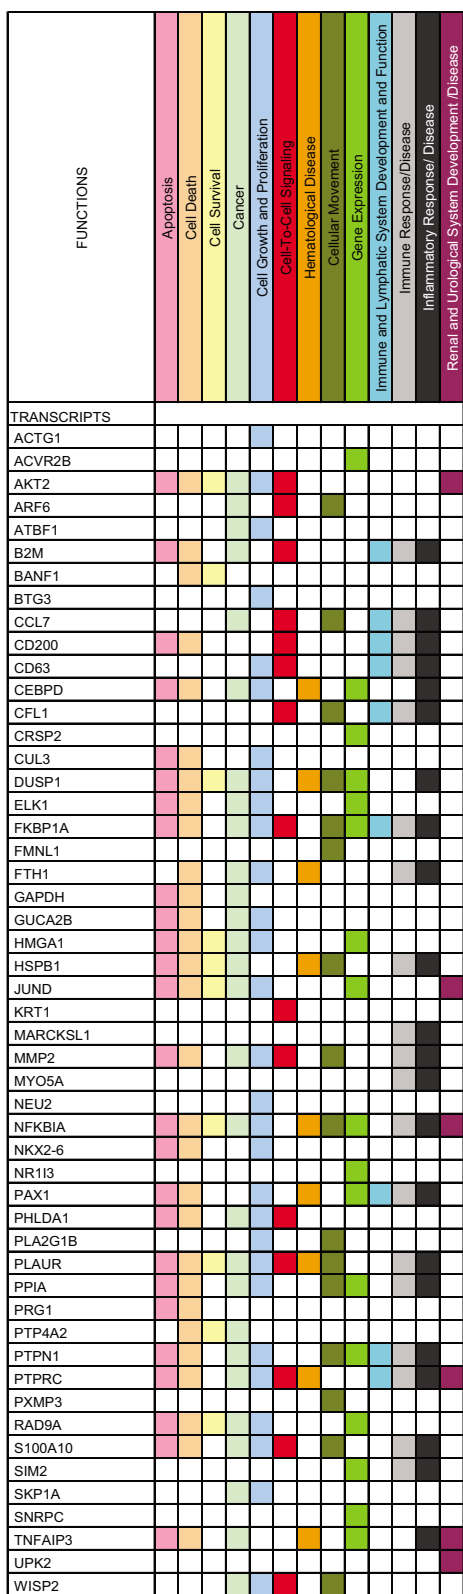 FUNCTIONS
Apoptosis
Cell Death
Cell Survival
Cancer
Cell Growth and Proliferation
Cell-To-Cell Signaling
Hematological Disease
Cellular Movement
Gene Expression
Immune and Lymphatic System Development and Function
Immune Response/Disease
Inflammatory Response/ Disease
Renal and Urological System Development /Disease
TRANSCRIPTS
ACTG1
ACVR2B
AKT2
ARF6
ATBF1
B2M
BANF1
BTG3
CCL7
CD200
CD63
CEBPD
CFL1
CRSP2
CUL3
DUSP1
ELK1
FKBP1A
FMNL1
FTH1
GAPDH
GUCA2B
HMGA1
HSPB1
JUND
KRT1
MARCKSL1
MMP2
MYO5A
NEU2
NFKBIA
NKX2-6
NR1I3
PAX1
PHLDA1
PLA2G1B
PLAUR
PPIA
PRG1
PTP4A2
PTPN1
PTPRC
PXMP3
RAD9A
S100A10
SIM2
SKP1A
SNRPC
TNFAIP3
UPK2
WISP2